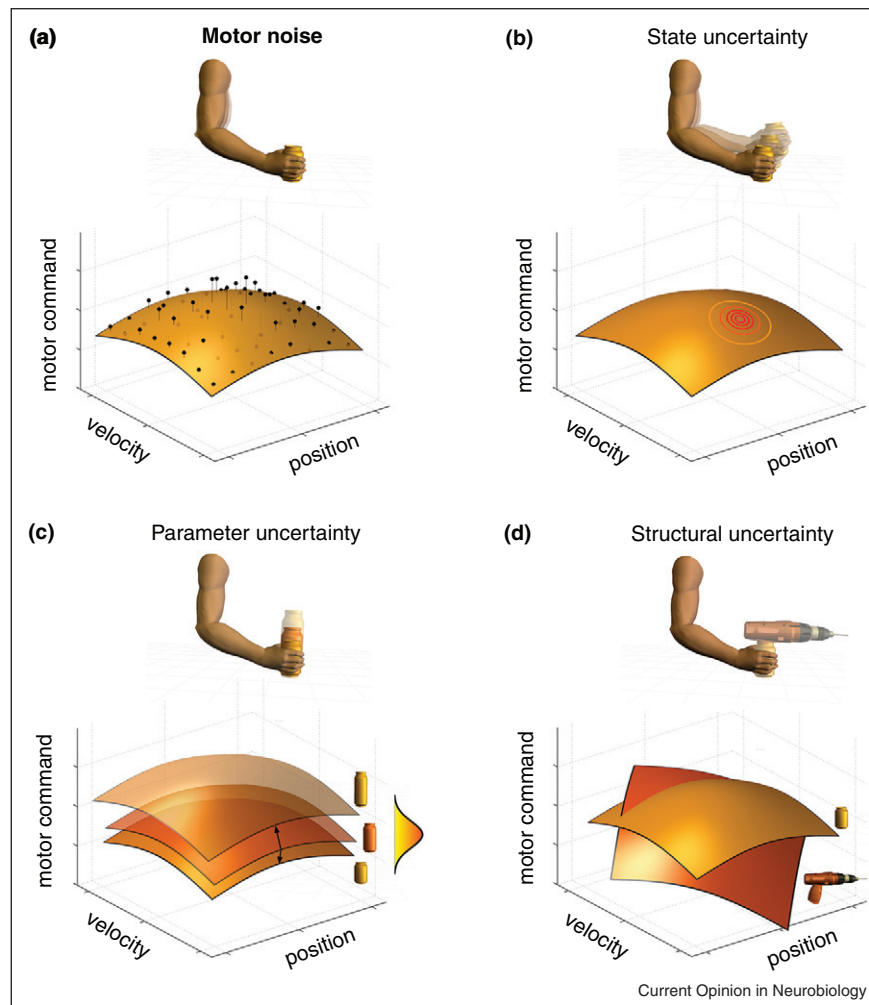 (a) Motor noise
motor command
velocity
position
(b) State uncertainty
motor command
velocity
position
(c) Parameter uncertainty
motor command
velocity
position
(d) Structural uncertainty
motor command
velocity
position
Current Opinion in Neurobiology